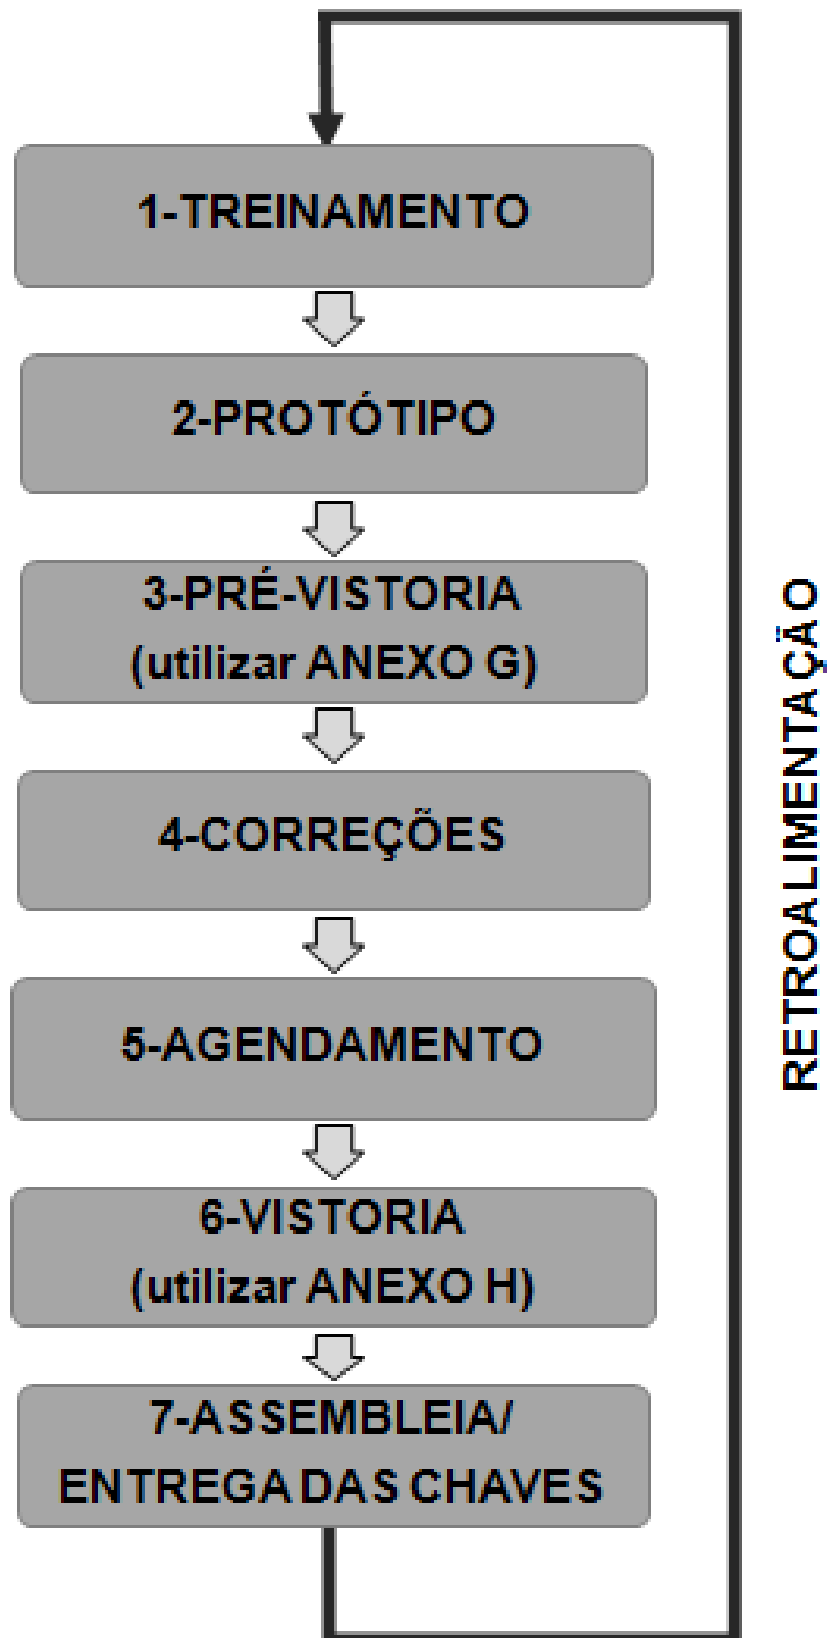 1-TREINAMENTO
2-PROTÓTIPO
3-PRÉ-VISTORIA
(utilizar ANEXO G)
4-CORREÇÕES
5-AGENDAMENTO
6-VISTORIA
(utilizar ANEXO H)
7-ASSEMBLEIA/
ENTREGA DAS CHAVES
RETROALIMENTAÇÃO